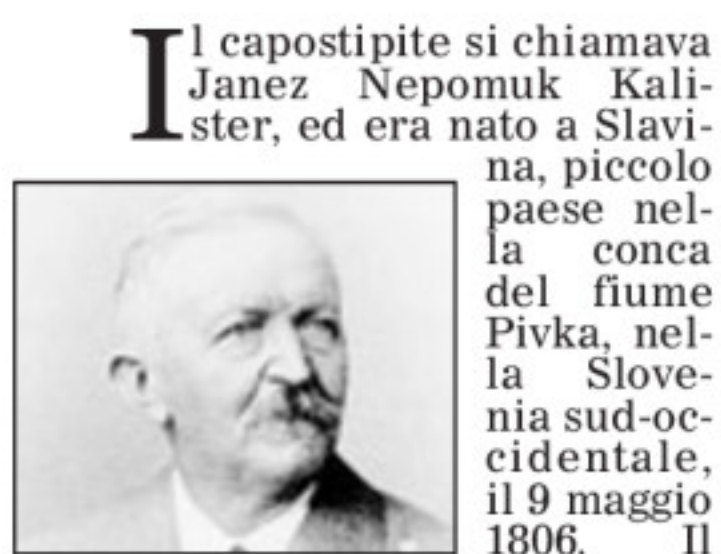 Il capostipite si chiamava
Janez Nepomuk Kali-
ster, ed era nato a Slavi-
na, piccolo
paese nel-
la conca
del fiume
Pivka, nel-
la Slove-
nia sud-oc-
cidentale,
il 9 maggio
1806. Il